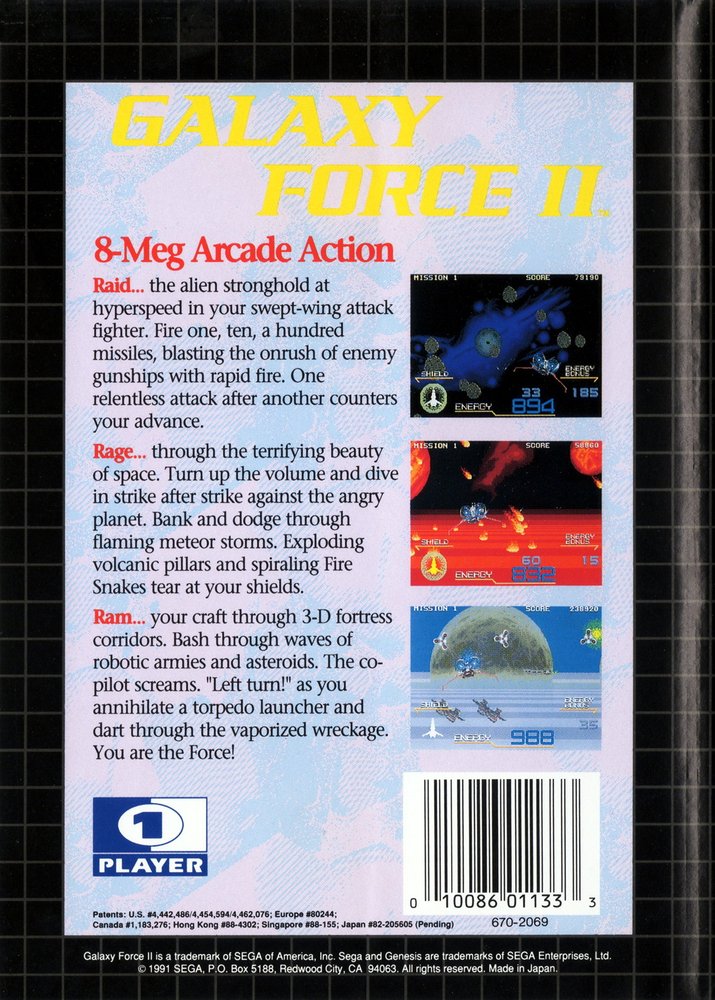 GALAXY
FORCE II™
8-Meg Arcade Action
Raid... the alien stronghold at
hyperspeed in your swept-wing attack
fighter. Fire one, ten, a hundred
missiles, blasting the onrush of enemy
gunships with rapid fire. One
relentless attack after another counters
your advance.
MISSION 1 SCORE 79190
SHIELD
ENERGY
BONUS
33 185
ENERGY 894
Rage... through the terrifying beauty
of space. Turn up the volume and dive
in strike after strike against the angry
planet. Bank and dodge through
flaming meteor storms. Exploding
volcanic pillars and spiraling Fire
Snakes tear at your shields.
MISSION 1 SCORE 50860
SHIELD
ENERGY
BONUS
60 15
ENERGY 832
Ram... your craft through 3-D fortress
corridors. Bash through waves of
robotic armies and asteroids. The co-
pilot screams. "Left turn!" as you
annihilate a torpedo launcher and
dart through the vaporized wreckage.
You are the Force!
MISSION 1 SCORE 238920
SHIELD
ENERGY
BONUS
35
ENERGY 988
1
PLAYER
0 10086 01133 3
670-2069
Patents: U.S. #4,442,486/4,454,594/4,462,076; Europe #80244;
Canada #1,183,276; Hong Kong #88-4302; Singapore #88-155; Japan #82-205605 (Pending)
Galaxy Force II is a trademark of SEGA of America, Inc. Sega and Genesis are trademarks of SEGA Enterprises, Ltd.
© 1991 SEGA, P.O. Box 5188, Redwood City, CA 94063. All rights reserved. Made in Japan.